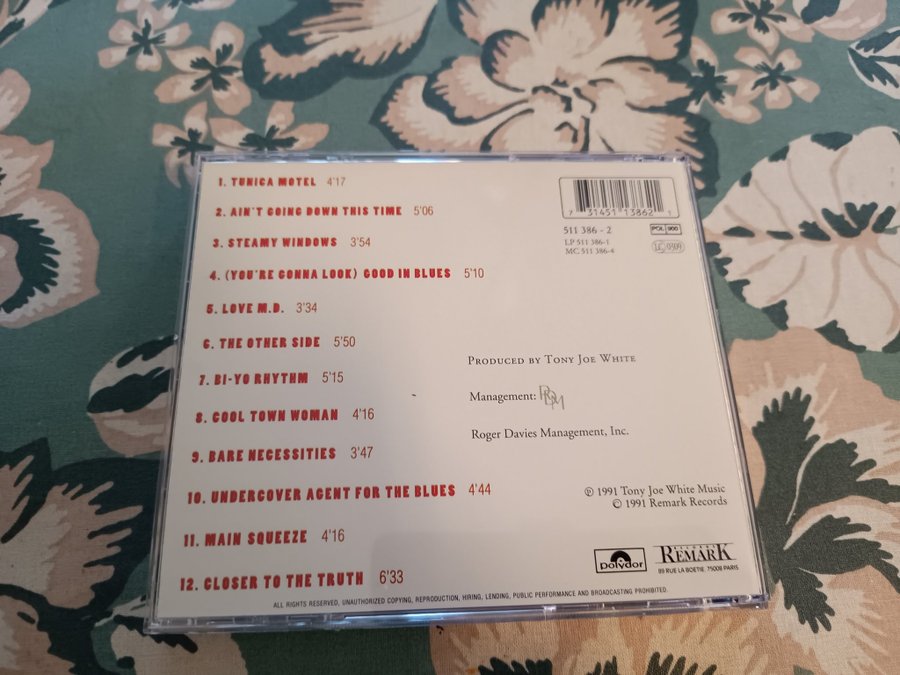 1. TUNICA MOTEL 4'17
2. AIN'T GOING DOWN THIS TIME 5'06
3. STEAMY WINDOWS 3'54
4. (YOU'RE GONNA LOOK) GOOD IN BLUES 5'10
5. LOVE M.D. 3'34
6. THE OTHER SIDE 5'50
7. BI-YO RHYTHM 5'15
8. COOL TOWN WOMAN 4'16
9. BARE NECESSITIES 3'47
10. UNDERCOVER AGENT FOR THE BLUES 4'44
11. MAIN SQUEEZE 4'16
12. CLOSER TO THE TRUTH 6'33
7 31451 13862 1
511 386 - 2
POL 900
LP 511 386-1
LC 0309
MC 511 386-4
PRODUCED BY TONY JOE WHITE
Management: RDM
Roger Davies Management, Inc.
℗ 1991 Tony Joe White Music
© 1991 Remark Records
polydor
RECORDS
REMARK
89 RUE LA BOETIE. 75008 PARIS
ALL RIGHTS RESERVED, UNAUTHORIZED COPYING, REPRODUCTION, HIRING, LENDING, PUBLIC PERFORMANCE AND BROADCASTING PROHIBITED.